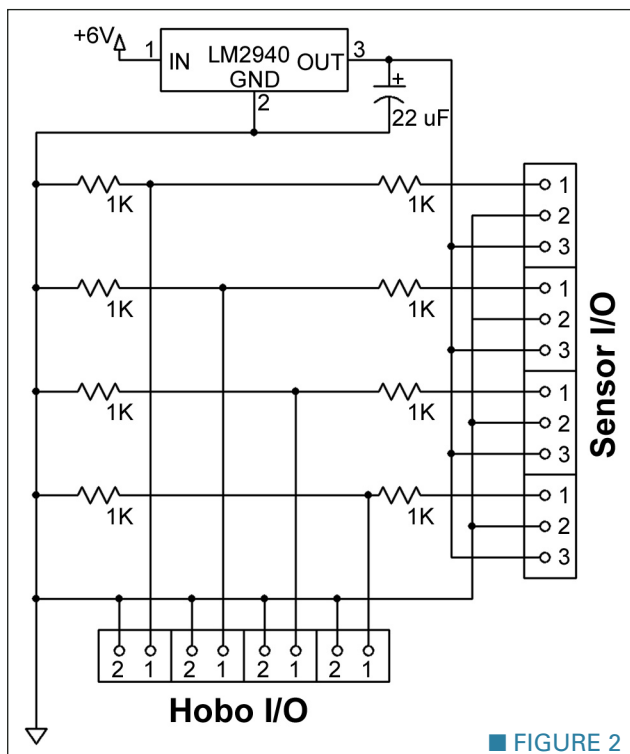 +6V
1 IN LM2940 OUT 3
GND
2
+
22 uF
1K 1K
1
2
3
1K 1K
1
2
3
1K 1K
1
2
3
1K 1K
1
2
3
Sensor I/O
2 1 2 1 2 1 2 1
Hobo I/O
■ FIGURE 2